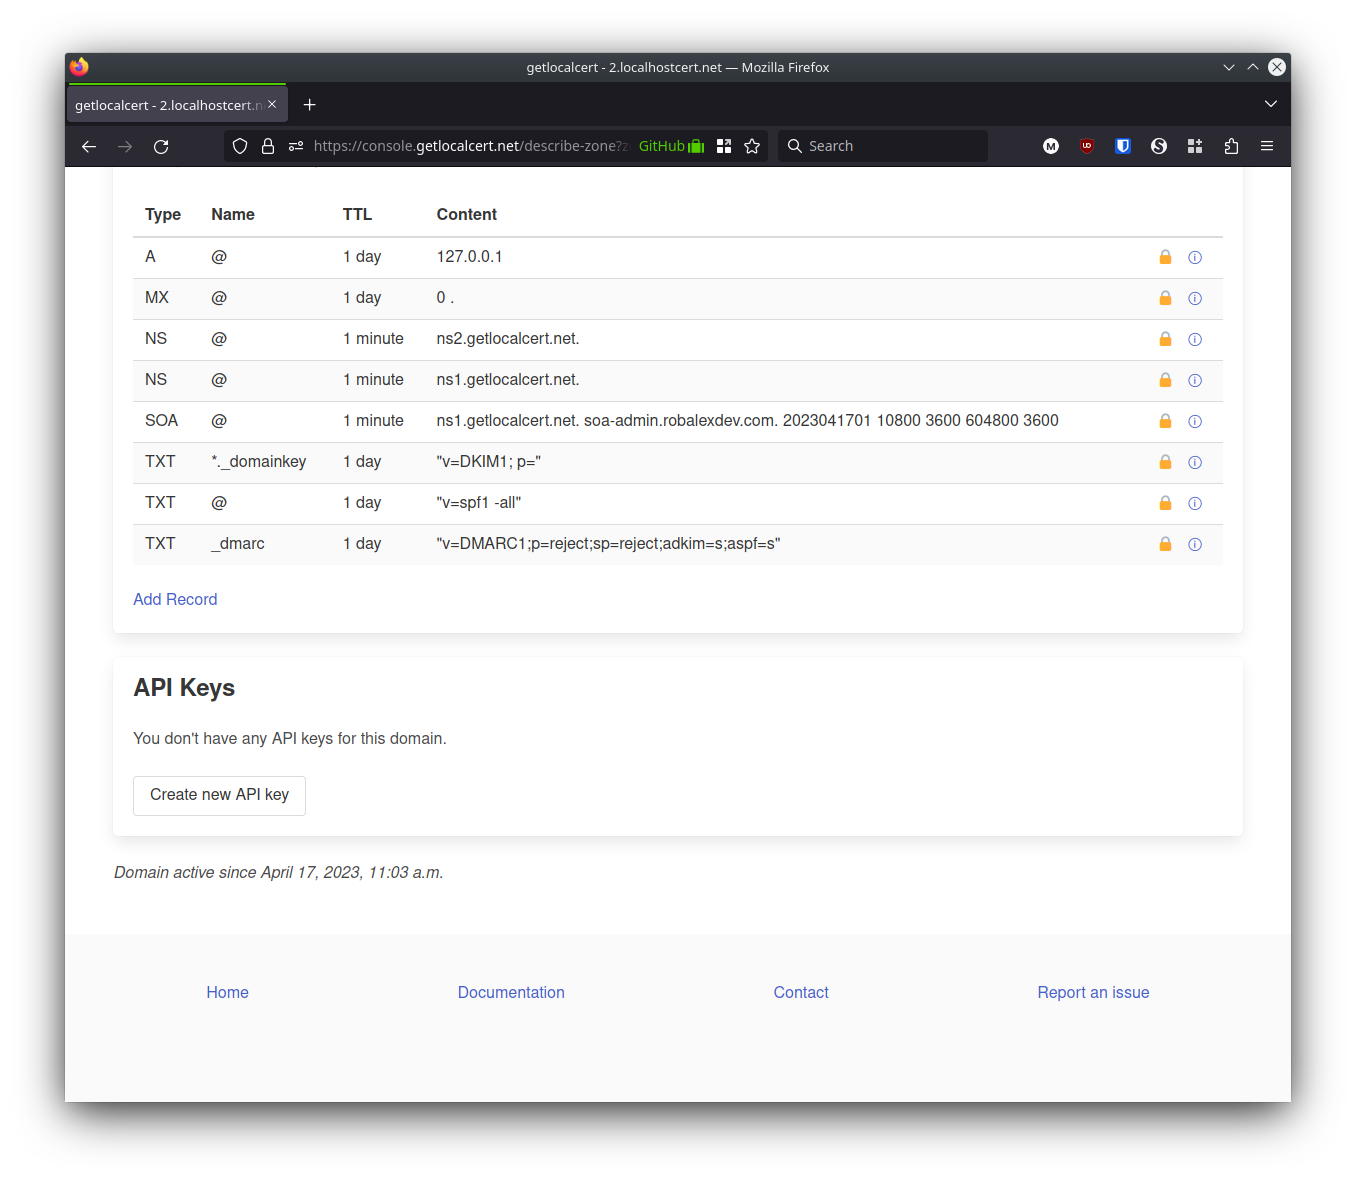 getlocalcert - 2.localhostcert.net — Mozilla Firefox
getlocalcert - 2.localhostcert.n
https://console.getlocalcert.net/describe-zone?z GitHub Search
Type Name TTL Content
A @ 1 day 127.0.0.1
MX @ 1 day 0 .
NS @ 1 minute ns2.getlocalcert.net.
NS @ 1 minute ns1.getlocalcert.net.
SOA @ 1 minute ns1.getlocalcert.net. soa-admin.robalexdev.com. 2023041701 10800 3600 604800 3600
TXT *._domainkey 1 day "v=DKIM1; p="
TXT @ 1 day "v=spf1 -all"
TXT _dmarc 1 day "v=DMARC1;p=reject;sp=reject;adkim=s;aspf=s"
Add Record
API Keys
You don't have any API keys for this domain.
Create new API key
Domain active since April 17, 2023, 11:03 a.m.
Home Documentation Contact Report an issue